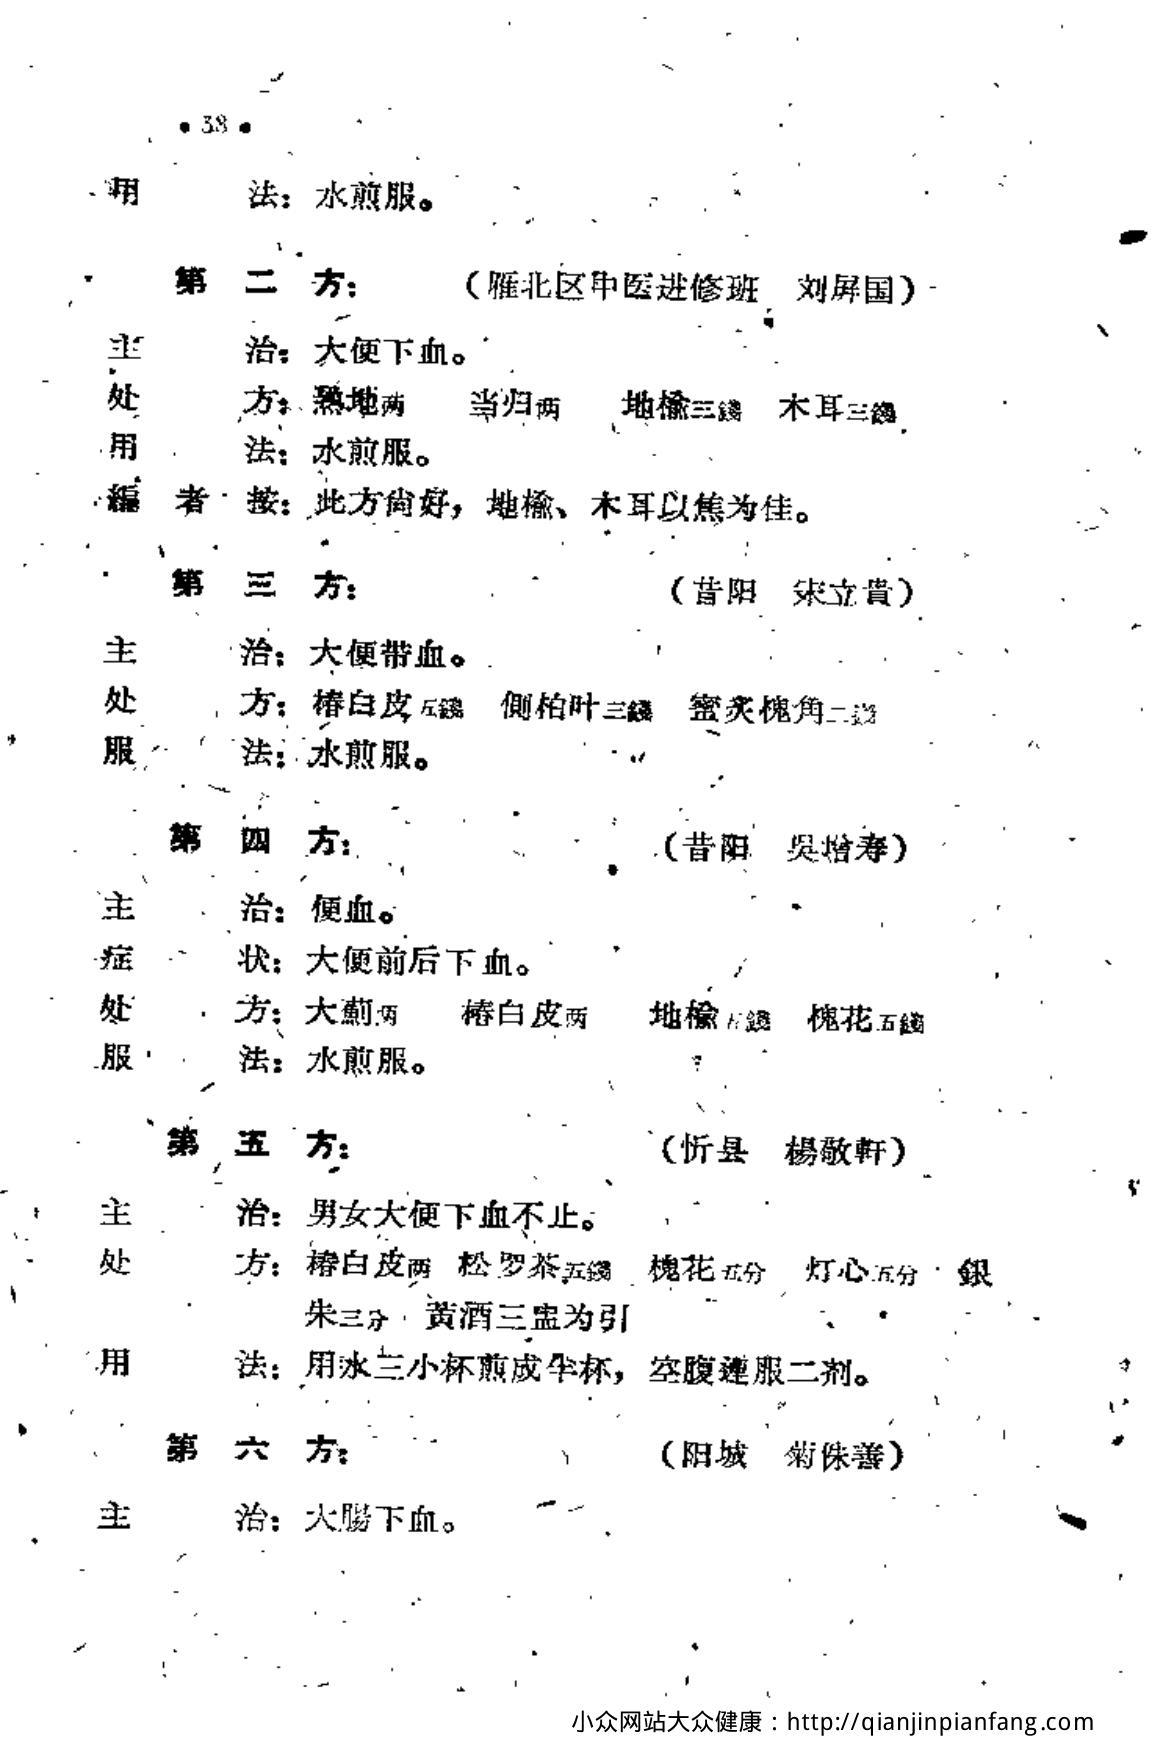 • 38 •
用 法：水煎服。
第 二 方： （雁北区中医进修班 刘屏国）
主 治：大便下血。
处 方：熟地两 当归两 地榆三錢 木耳三錢
用 法：水煎服。
編 者 按：此方尙好，地榆、木耳以焦为佳。
第 三 方： （昔阳 宋立貴）
主 治：大便带血。
处 方：椿白皮五錢 側柏叶三錢 蜜炙槐角二錢
服 法：水煎服。
第 四 方： （昔阳 吳增寿）
主 治：便血。
症 状：大便前后下血。
处 方：大薊两 椿白皮两 地榆五錢 槐花五錢
服 法：水煎服。
第 五 方： （忻县 楊敬軒）
主 治：男女大便下血不止。
处 方：椿白皮两 松罗茶五錢 槐花五分 灯心五分 銀
朱三分 黄酒三盅为引
用 法：用水三小杯煎成半杯，空腹連服二剂。
第 六 方： （阳城 菊侏善）
主 治：大腸下血。
小众网站大众健康：http://qianjinpianfang.com